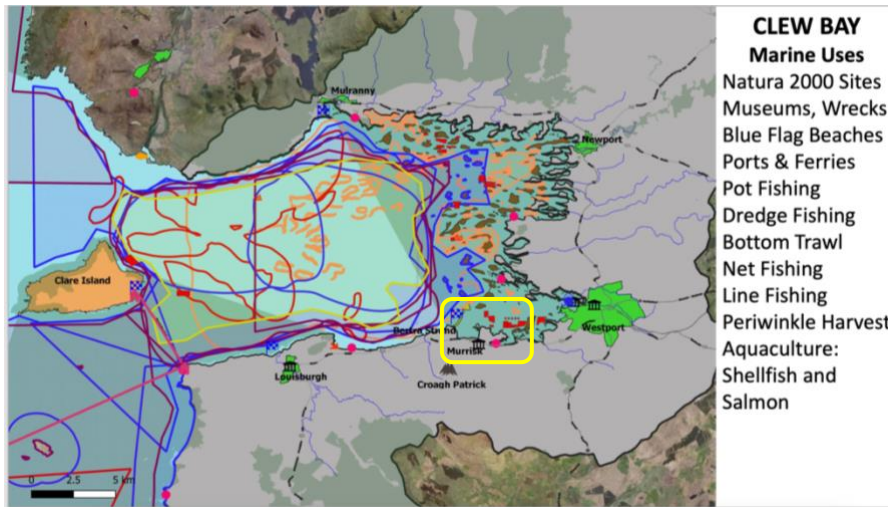 CLEW BAY
Marine Uses
Natura 2000 Sites
Museums, Wrecks
Blue Flag Beaches
Ports & Ferries
Pot Fishing
Dredge Fishing
Bottom Trawl
Net Fishing
Line Fishing
Periwinkle Harvest
Aquaculture:
Shellfish and
Salmon
Mulranny
Newport
Clare Island
Bertra Strand
Westport
Murrisk
Louisburgh
Croagh Patrick
0 2.5 5 km